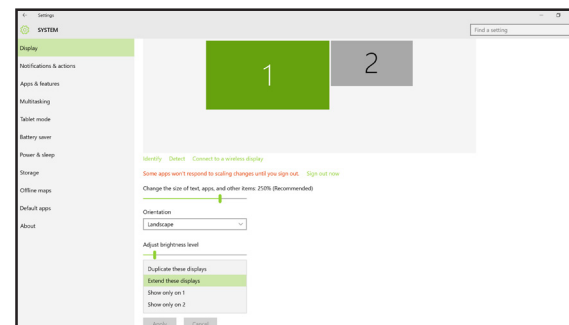 Settings
SYSTEM
Find a setting
Display
Notifications & actions
Apps & features
Multitasking
Tablet mode
Battery saver
Power & sleep
Storage
Offline maps
Default apps
About
1
2
Identify Detect Connect to a wireless display
Some apps won't respond to scaling changes until you sign out. Sign out now
Change the size of text, apps, and other items: 250% (Recommended)
Orientation
Landscape
Adjust brightness level
Duplicate these displays
Extend these displays
Show only on 1
Show only on 2
Apply Cancel